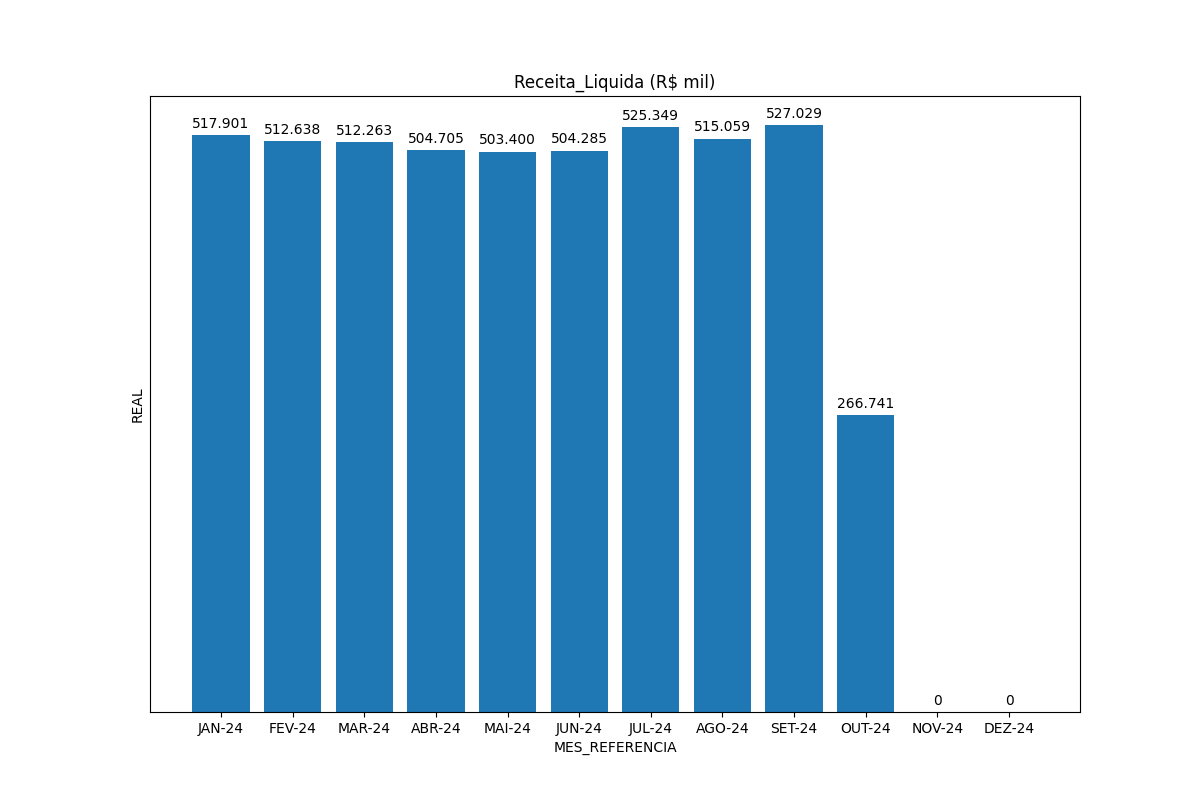 Receita_Liquida (R$ mil)
517.901 512.638 512.263 504.705 503.400 504.285 525.349 515.059 527.029 266.741 0 0
REAL
JAN-24 FEV-24 MAR-24 ABR-24 MAI-24 JUN-24 JUL-24 AGO-24 SET-24 OUT-24 NOV-24 DEZ-24
MES_REFERENCIA